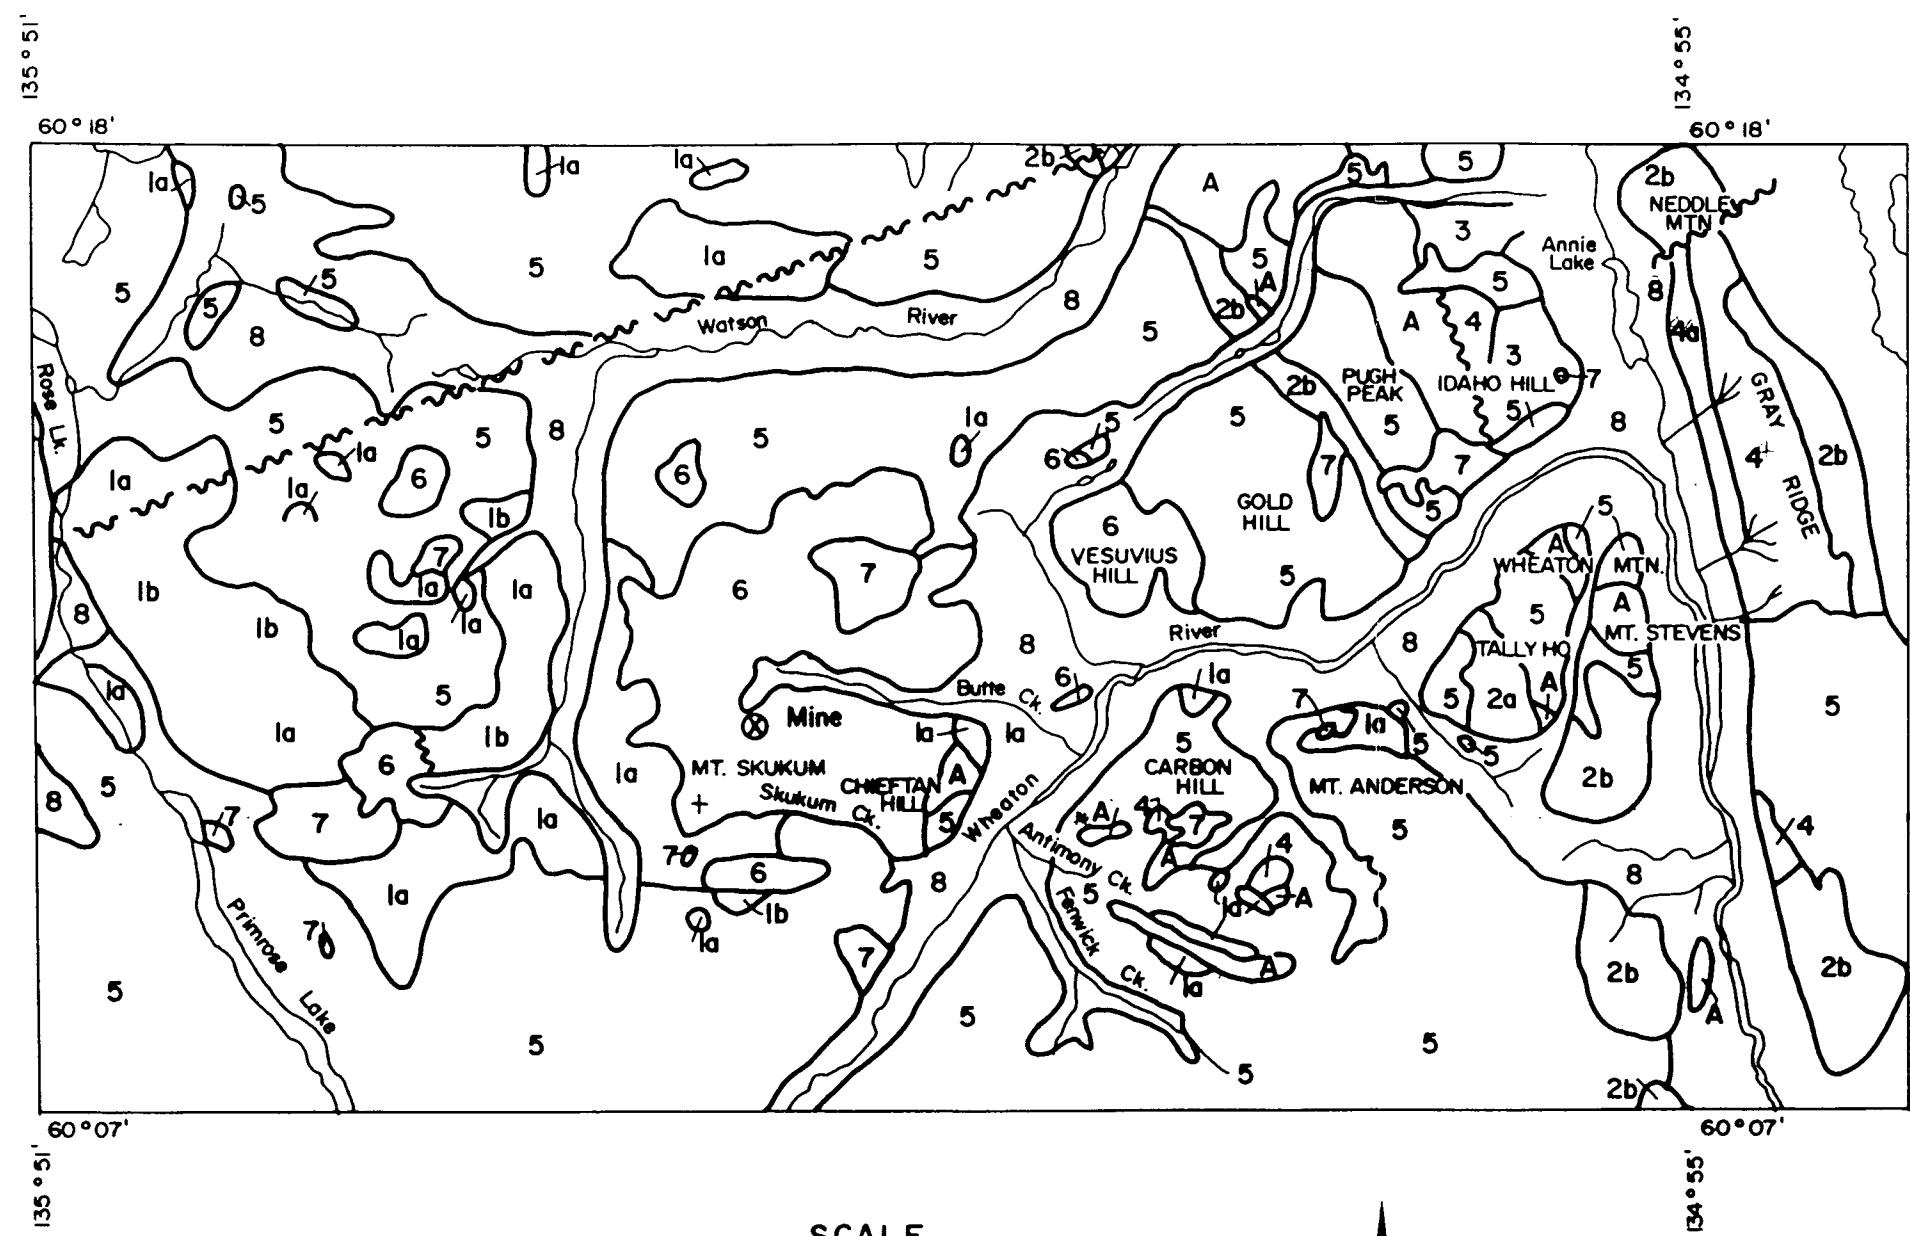 135° 51'
134° 55'
60° 18'
60° 18'
1a
5
1a
1a
2b
A
5
5
2b
NEDDLE
MTN
3
Annie
Lake
5
5
5
5
1a
5
5
A
5
8
8
8
2b
Watson
River
A
4
4a
5
3
Rose Lk.
2b
PUGH
PEAK
IDAHO HILL
7
GRAY
RIDGE
5
5
8
5
1a
5
5
5
5
8
1a
1a
6
6
6
7
7
4
2b
1a
1b
6
GOLD
HILL
5
5
VESUVIUS
HILL
A
WHEATON
MTN.
7
7
5
1b
1a
1a
6
1a
A
8
1b
1a
5
River
8
8
TALLY HO
MT. STEVENS
5
1a
5
Butte
Ck.
6
1a
5
2a
A
5
Mine
7
1a
1a
1b
1a
1a
5
5
5
6
1a
MT. SKUKUM
CHIEFTAN
HILL
A
CARBON
HILL
MT. ANDERSON
2b
5
8
Skukum
Ck.
Wheaton
7
7
1a
5
A
4
7
5
4
Antimony
Ck.
7
6
A
4
8
5
8
1a
1b
1a
A
Primrose
Lake
7
1a
Fenwick
Ck.
7
A
1a
2b
2b
5
5
A
5
5
5
2b
60° 07'
60° 07'
135° 51'
134° 55'
SCALE